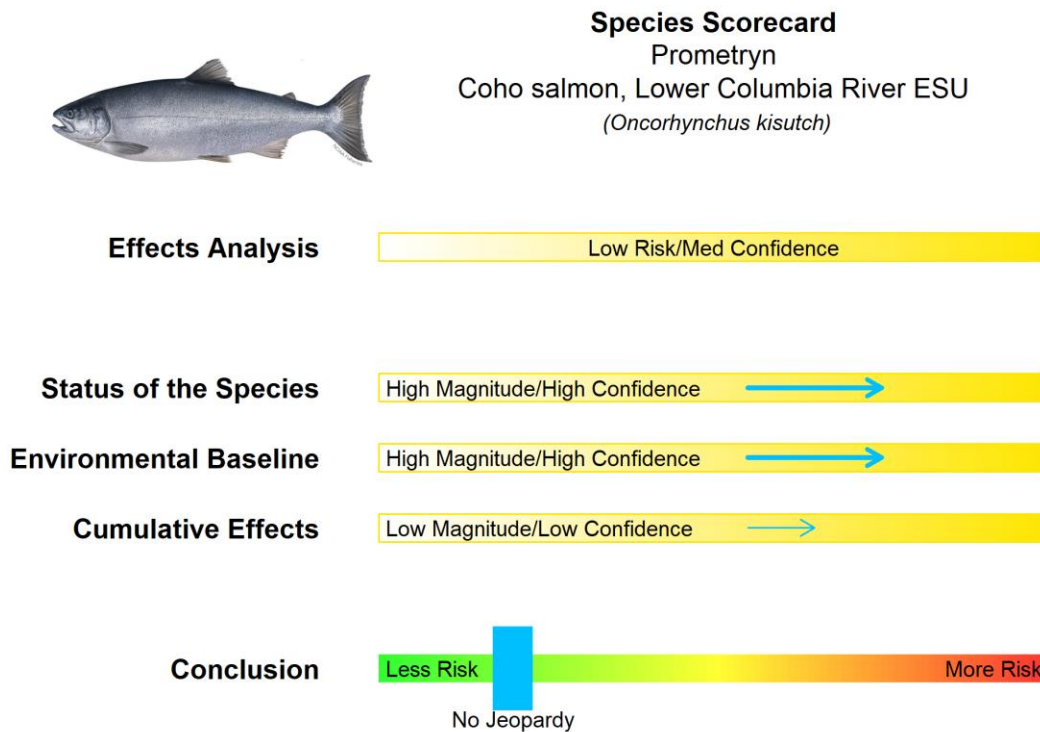 Species Scorecard
Prometryn
Coho salmon, Lower Columbia River ESU
(Oncorhynchus kisutch)
Effects Analysis
Low Risk/Med Confidence
Status of the Species
High Magnitude/High Confidence
Environmental Baseline
High Magnitude/High Confidence
Cumulative Effects
Low Magnitude/Low Confidence
Conclusion
Less Risk
More Risk
No Jeopardy